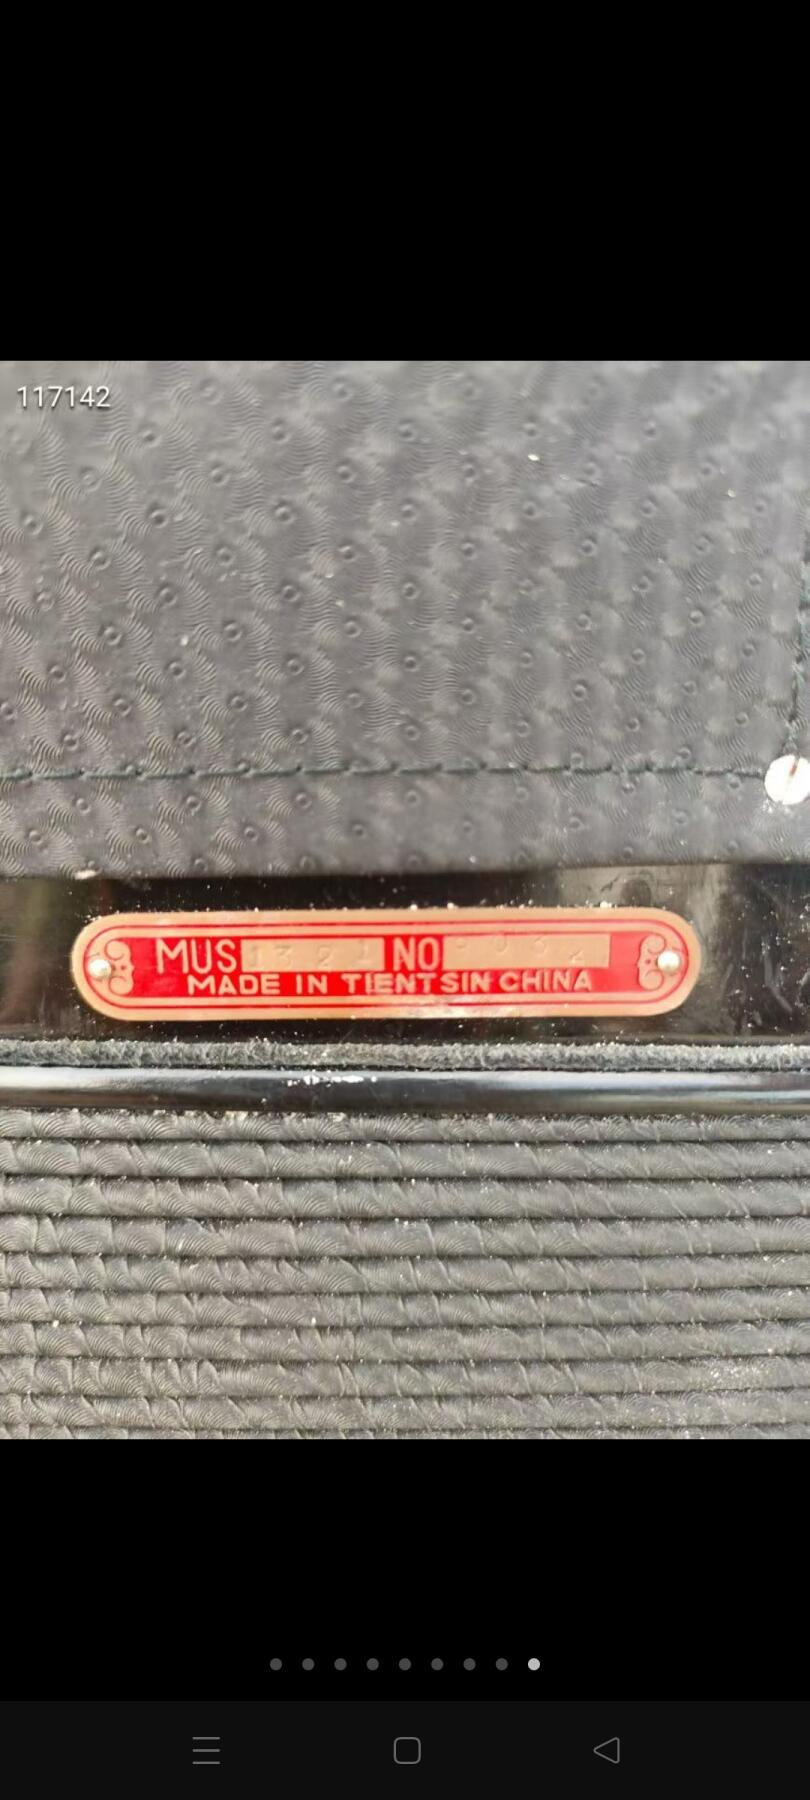 117142
MUS 1321 NO
MADE IN TIENTSIN CHINA